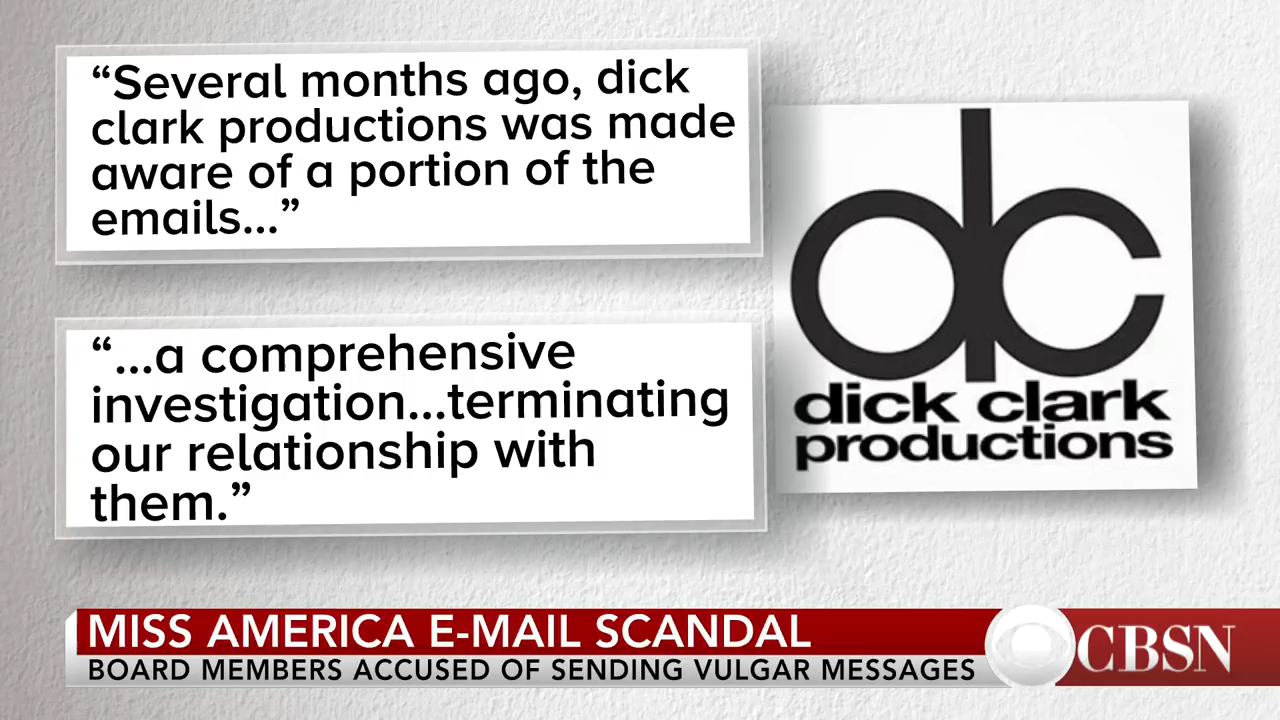 “Several months ago, dick
clark productions was made
aware of a portion of the
emails...”
“...a comprehensive
investigation...terminating
our relationship with
them.”
dc
dick clark
productions
MISS AMERICA E-MAIL SCANDAL
BOARD MEMBERS ACCUSED OF SENDING VULGAR MESSAGES
CBSN